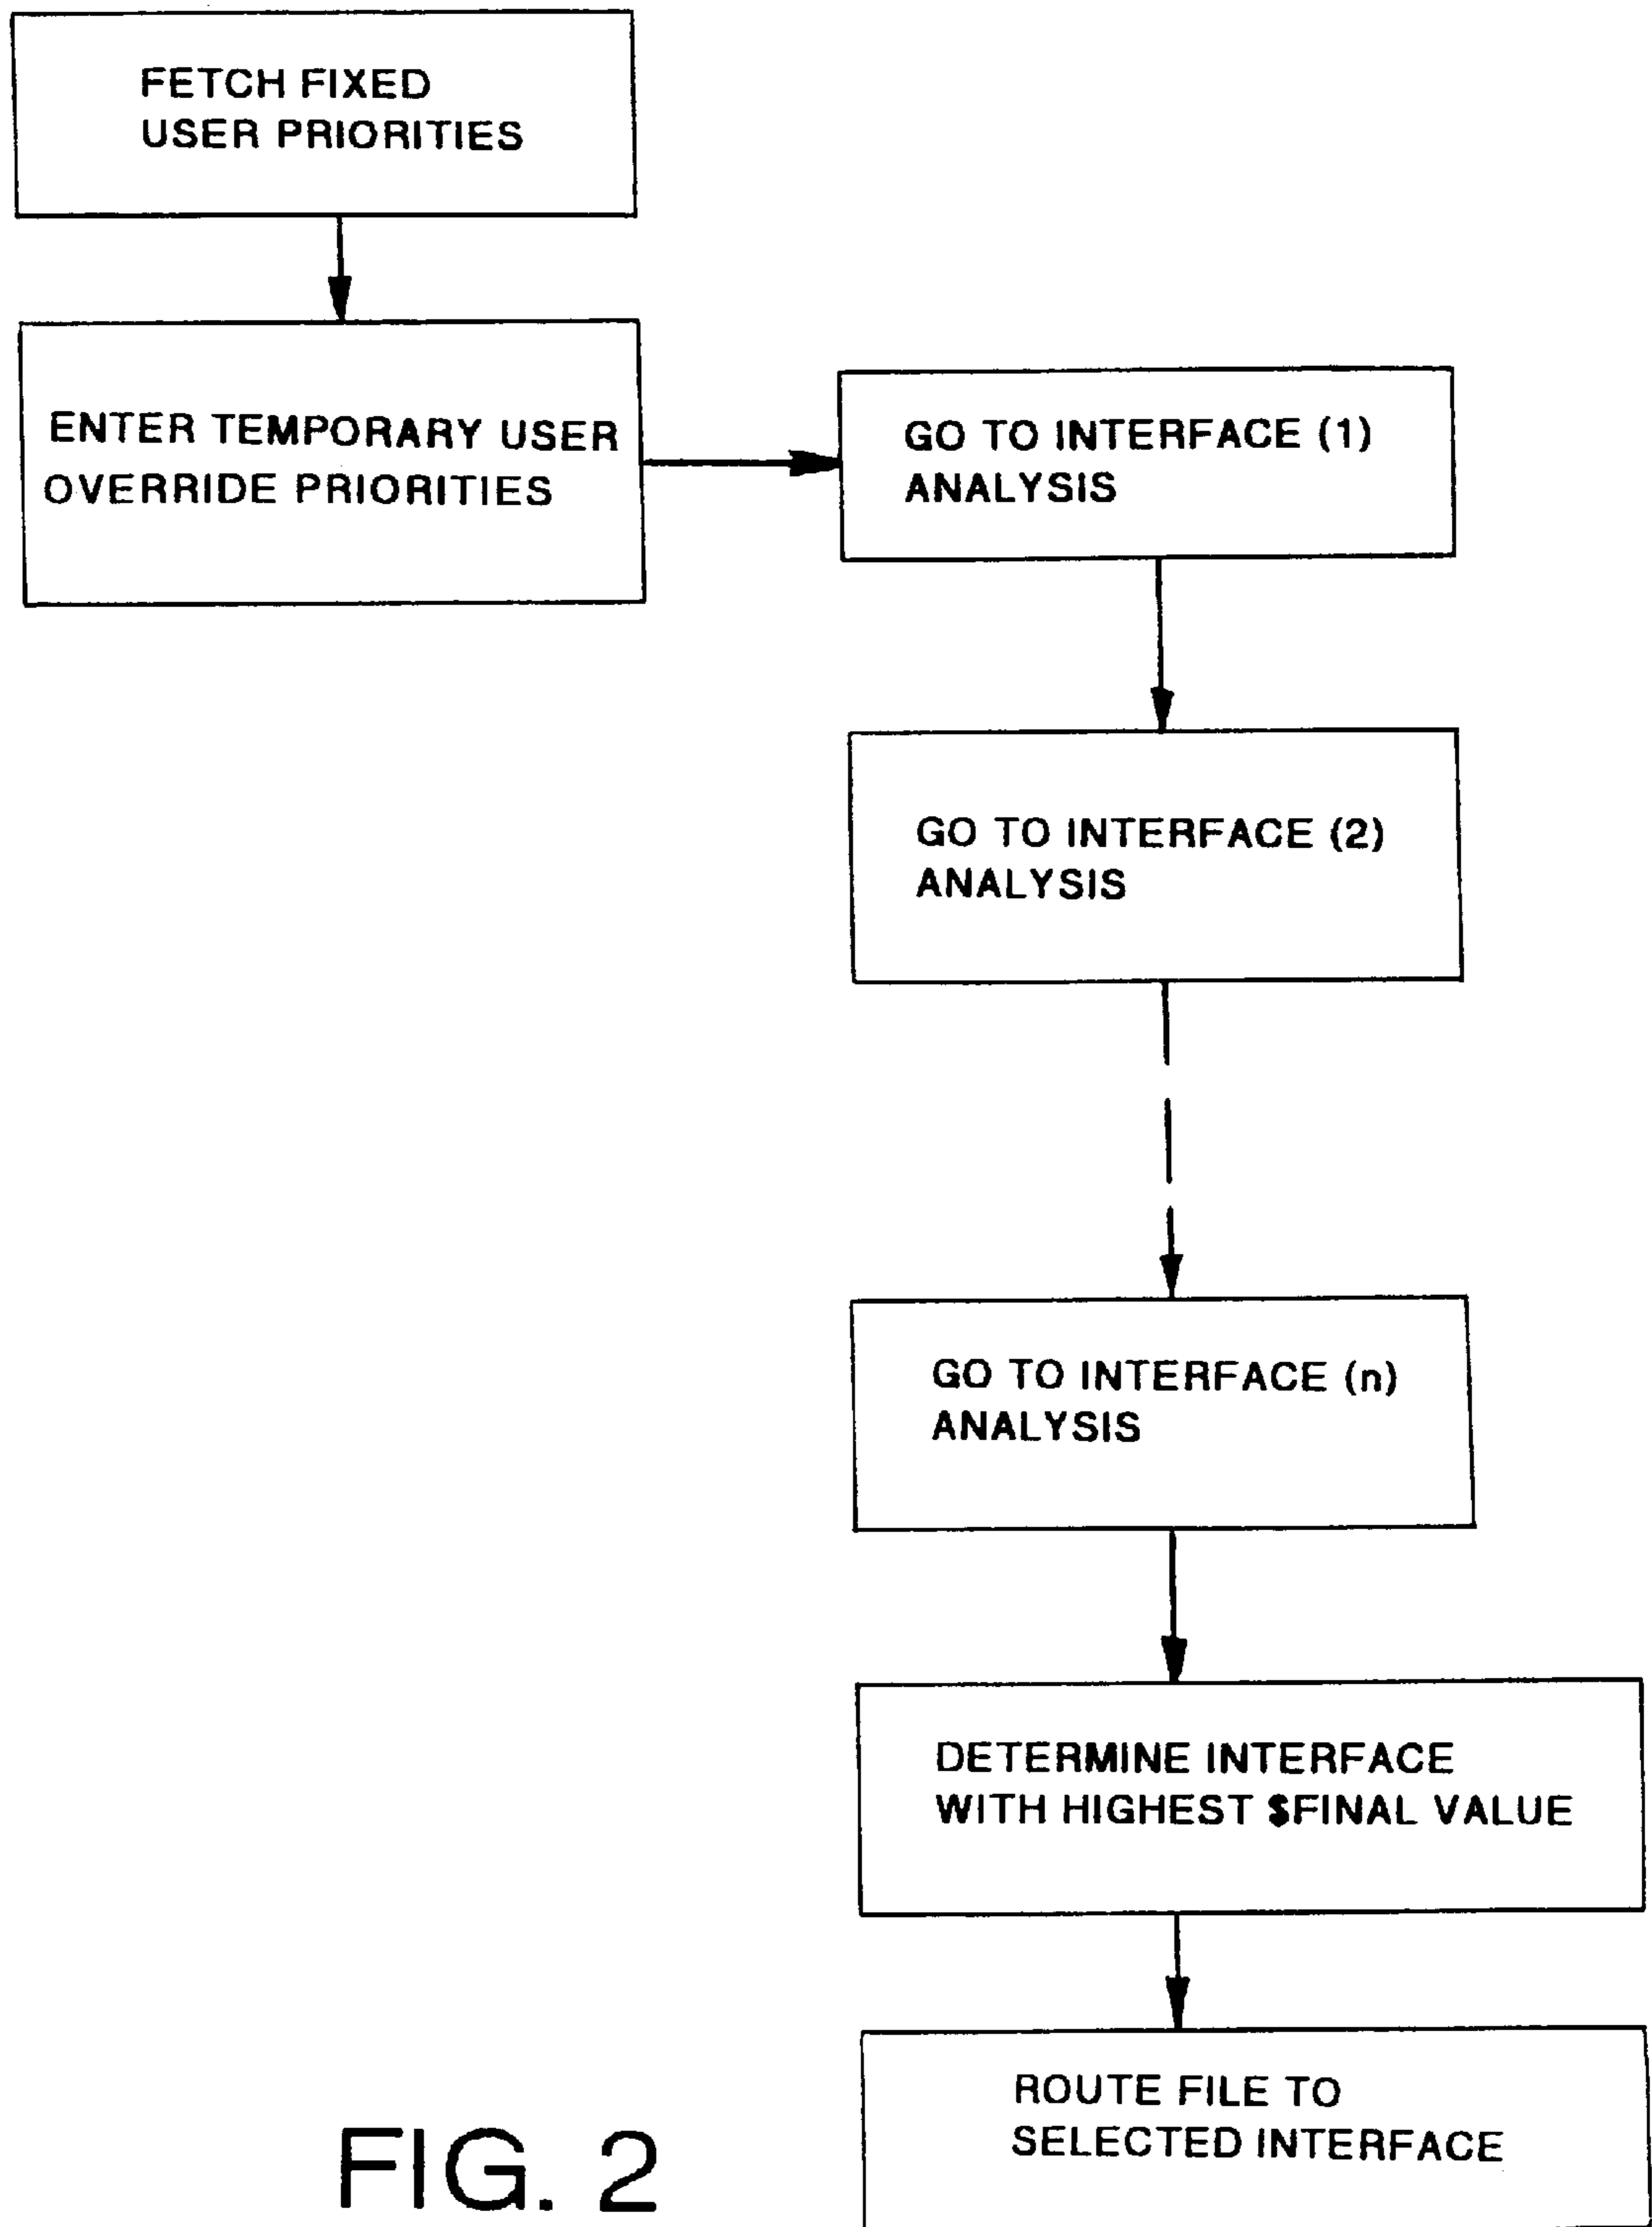 FETCH FIXED
USER PRIORITIES
ENTER TEMPORARY USER
OVERRIDE PRIORITIES
GO TO INTERFACE (1)
ANALYSIS
GO TO INTERFACE (2)
ANALYSIS
GO TO INTERFACE (n)
ANALYSIS
DETERMINE INTERFACE
WITH HIGHEST $FINAL VALUE
ROUTE FILE TO
SELECTED INTERFACE
FIG. 2